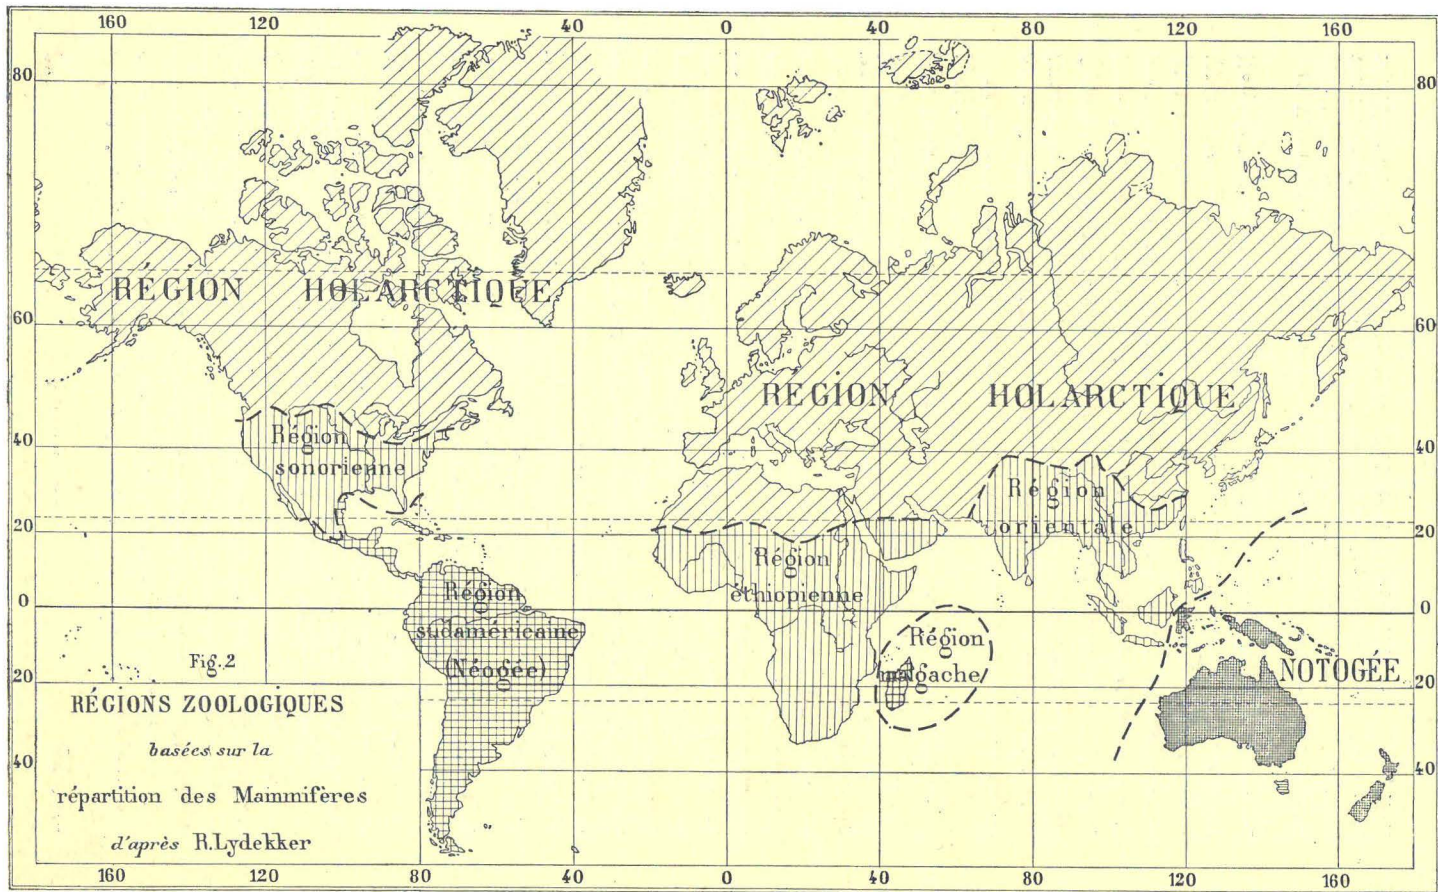 160 120 40 0 40 80 120 160
80 80
RÉGION HOLARCTIQUE
60 60
REGION HOLARCTIQUE
Région
sonorienne
40 40
Région
orientale
20 20
Région
éthiopienne
Région
sudaméricaine
(Néogée)
0 0
Région
malgache
NOTOGÉE
20 20
Fig.2
RÉGIONS ZOOLOGIQUES
basées sur la
répartition des Mammifères
d'après R.Lydekker
40 40
160 120 80 40 0 40 80 120 160